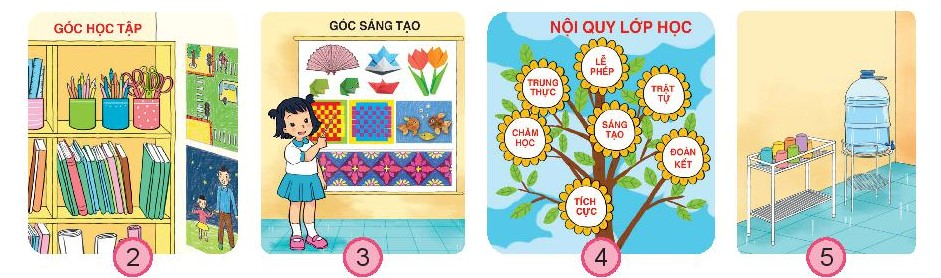 GÓC HỌC TẬP
2
GÓC SÁNG TẠO
3
NỘI QUY LỚP HỌC
LỄ
PHÉP
TRUNG
THỰC
TRẬT
TỰ
CHĂM
HỌC
SÁNG
TẠO
ĐOÀN
KẾT
TÍCH
CỰC
4
5